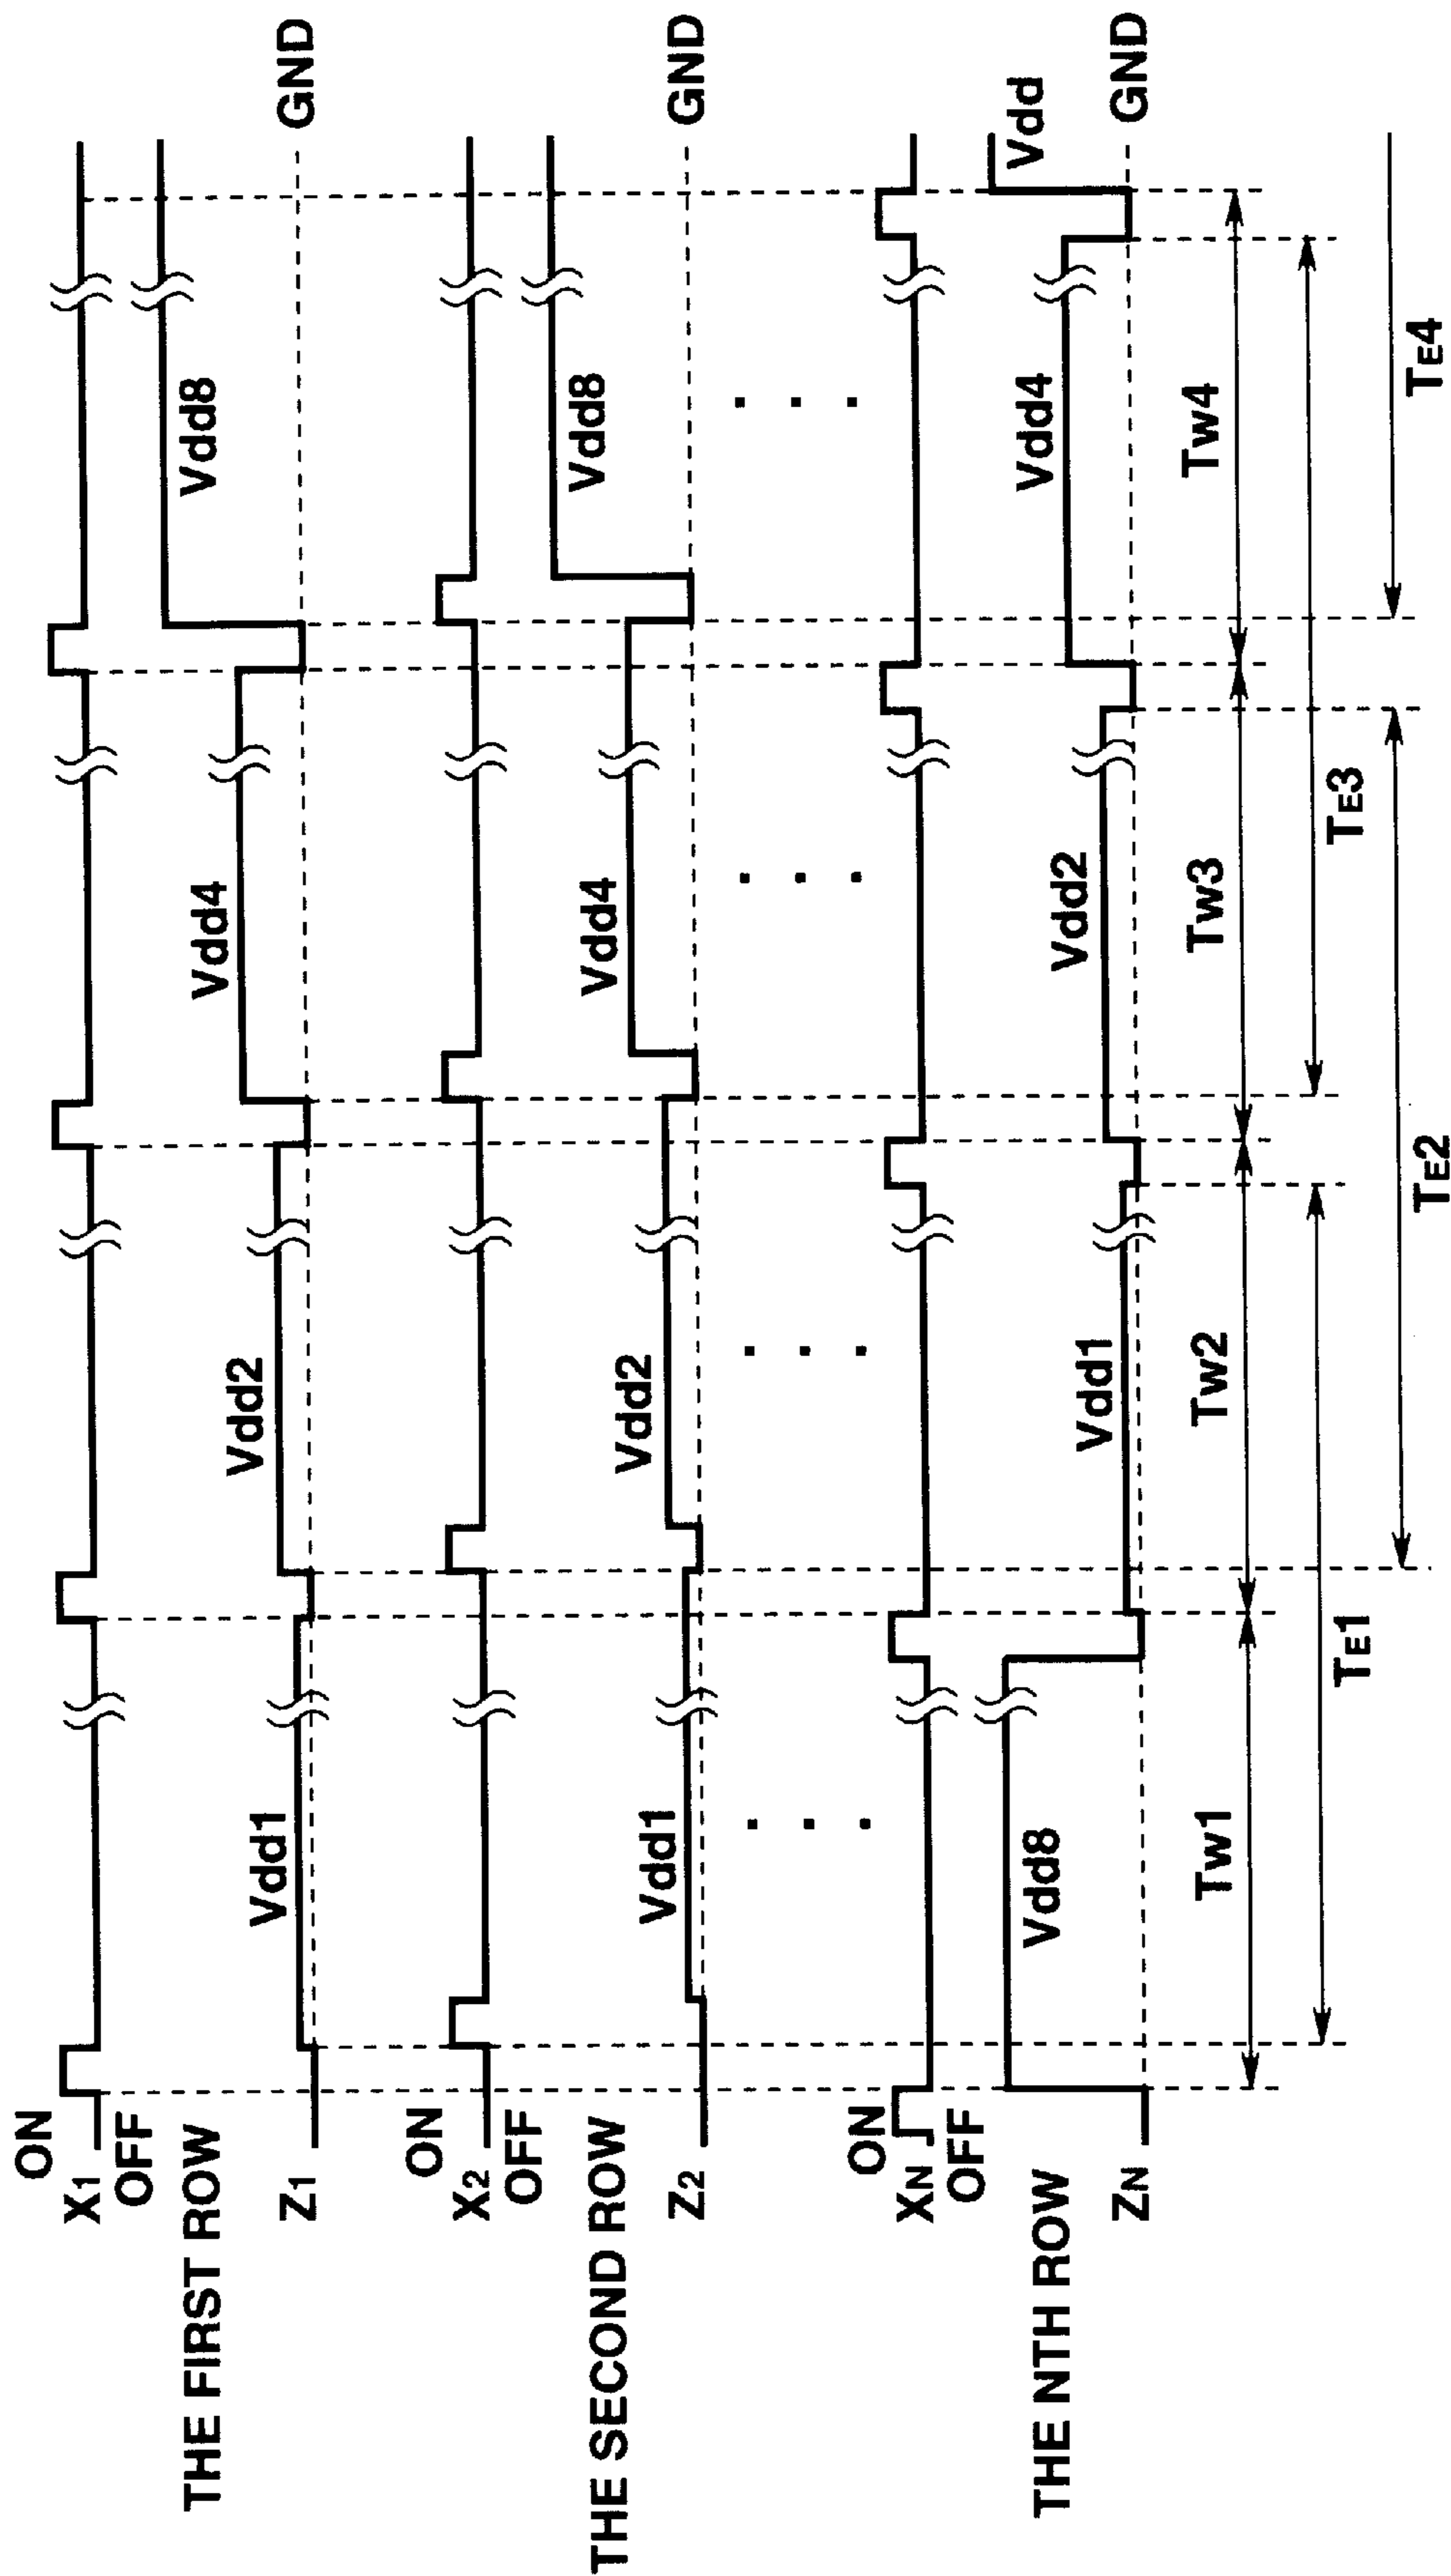 ON
X1
OFF
THE FIRST ROW
Vdd1
Vdd2
Vdd4
Vdd8
Z1
GND
ON
X2
OFF
THE SECOND ROW
Vdd1
Vdd2
Vdd4
Vdd8
Z2
GND
ON
XN
OFF
THE NTH ROW
Vdd8
Vdd1
Vdd2
Vdd4
Vdd
ZN
GND
Tw1
Tw2
Tw3
Tw4
TE1
TE3
TE2
TE4